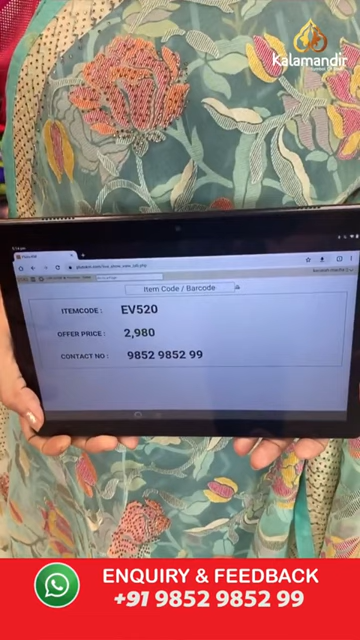 Kalamandir
Item Code / Barcode
ITEMCODE : EV520
OFFER PRICE : 2,980
CONTACT NO : 9852 9852 99
ENQUIRY & FEEDBACK
+91 9852 9852 99